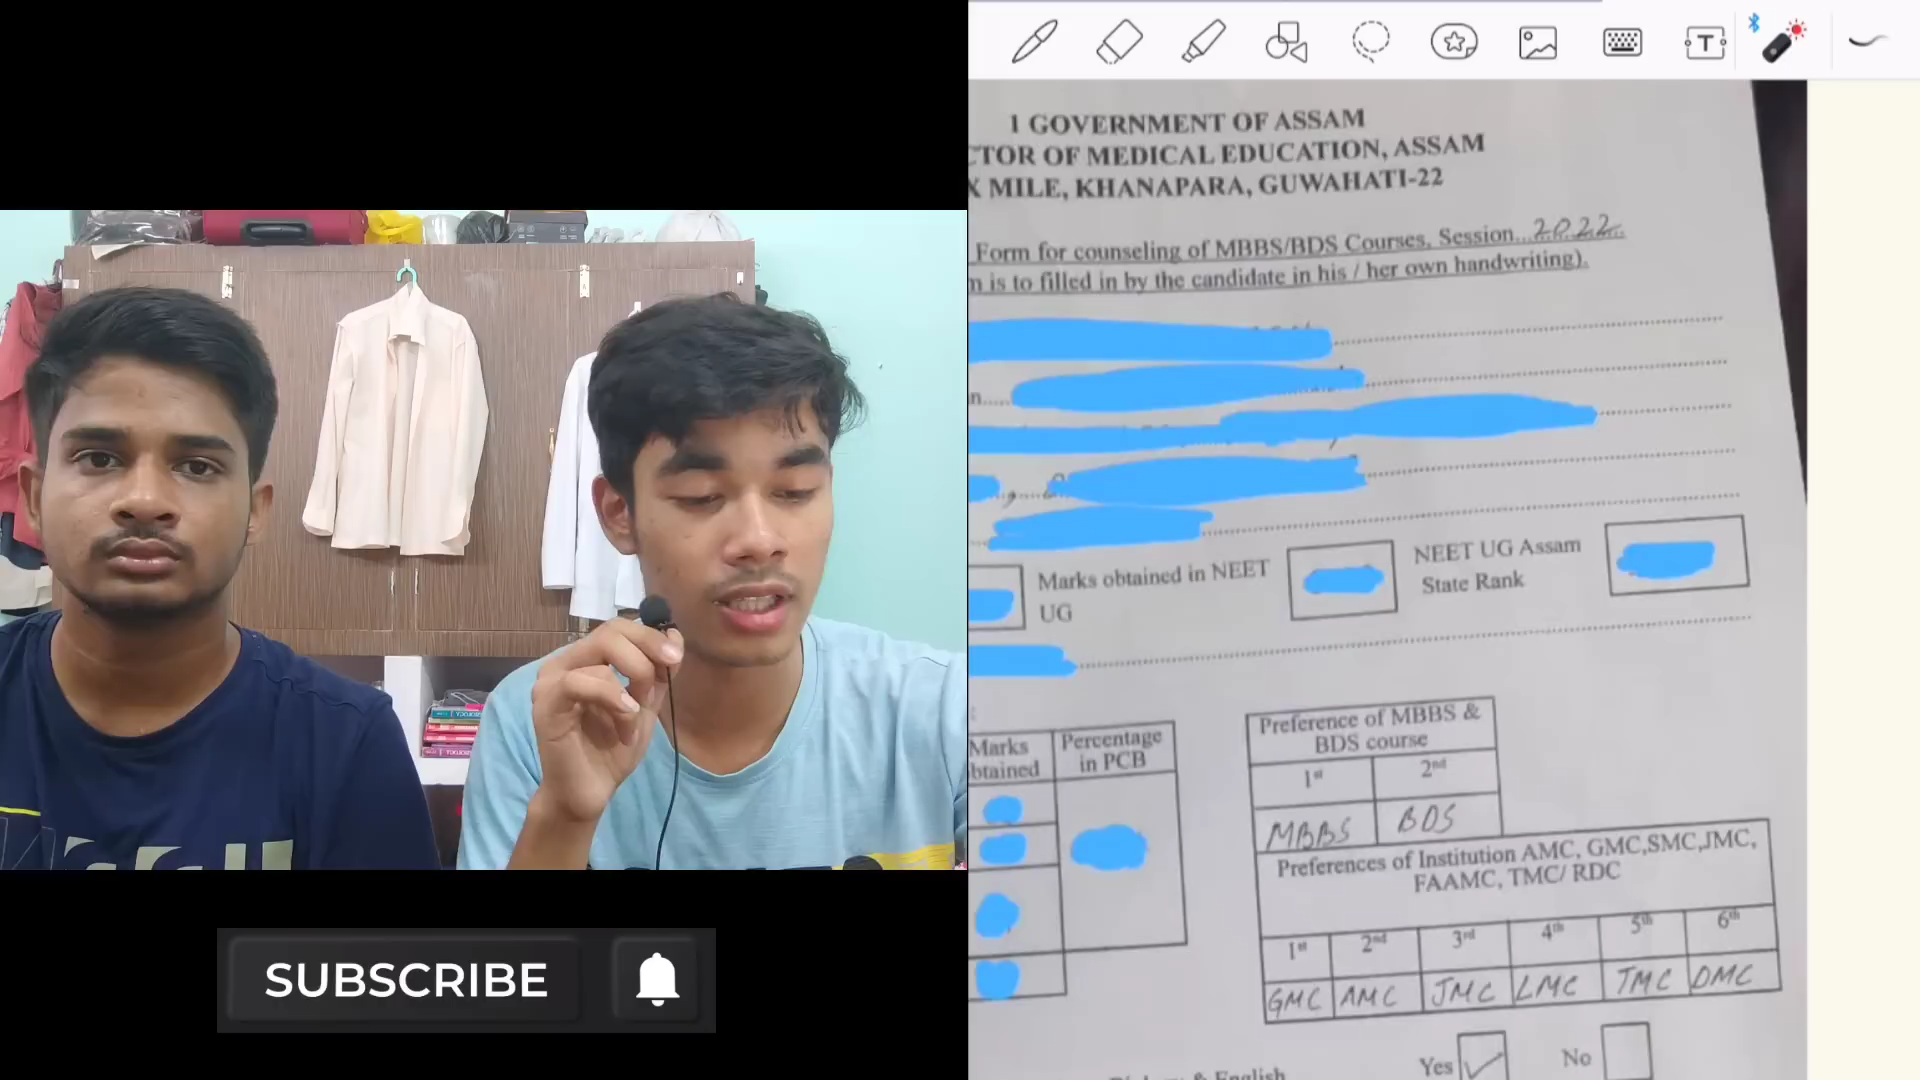 T
1 GOVERNMENT OF ASSAM
CTOR OF MEDICAL EDUCATION, ASSAM
X MILE, KHANAPARA, GUWAHATI-22
Form for counseling of MBBS/BDS Courses, Session...2022..
m is to filled in by the candidate in his / her own handwriting).
Marks obtained in NEET UG
NEET UG Assam State Rank
Marks
btained
Percentage
in PCB
Preference of MBBS &
BDS course
1st 2nd
MBBS BDS
Preferences of Institution AMC, GMC,SMC,JMC,
FAAMC, TMC/ RDC
1st 2nd 3rd 4th 5th 6th
GMC AMC JMC LMC TMC DMC
Yes No
& English
SUBSCRIBE